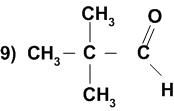 CH₃ O
9) CH₃ – C – C
CH₃ H